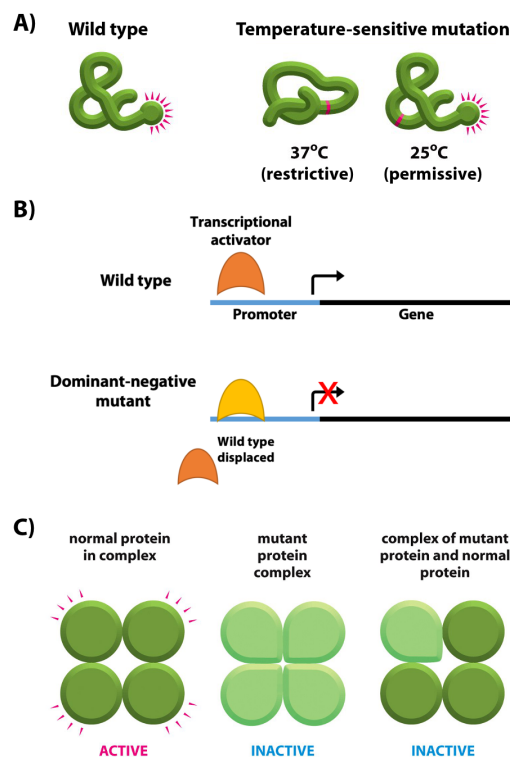 A)
Wild type
Temperature-sensitive mutation
37°C
(restrictive)
25°C
(permissive)
B)
Transcriptional
activator
Wild type
Promoter
Gene
Dominant-negative
mutant
X
Wild type
displaced
C)
normal protein
in complex
mutant
protein
complex
complex of mutant
protein and normal
protein
ACTIVE
INACTIVE
INACTIVE